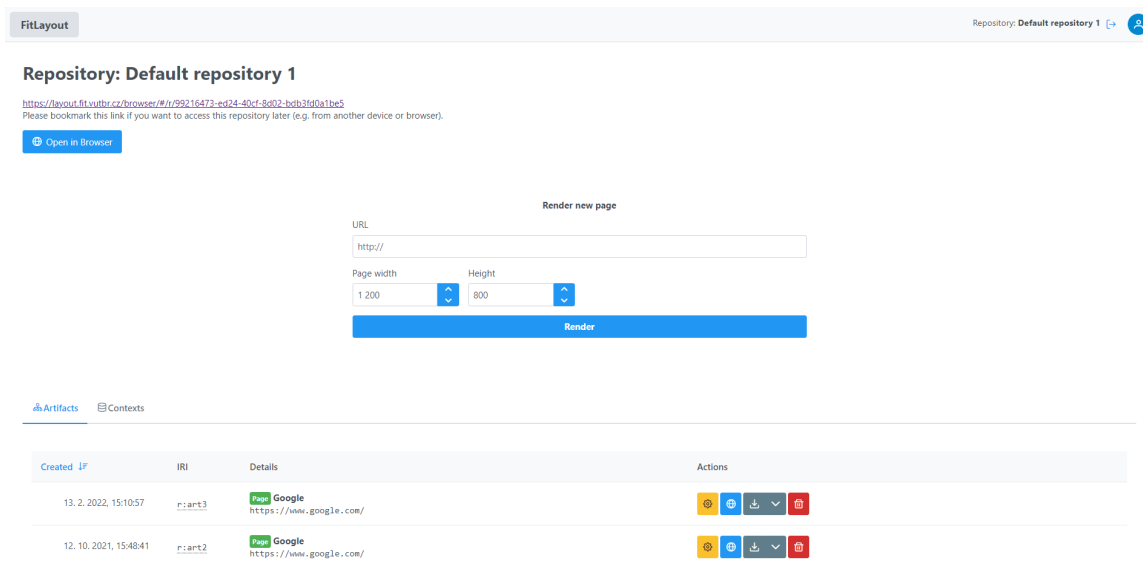 FitLayout
Repository: Default repository 1
Repository: Default repository 1
https://layout.fit.vutbr.cz/browser/#/r/99216473-ed24-40cf-8d02-bdb3fd0a1be5
Please bookmark this link if you want to access this repository later (e.g. from another device or browser).
Open in Browser
Render new page
URL
http://
Page width Height
1 200 800
Render
Artifacts Contexts
Created IRI Details Actions
13. 2. 2022, 15:10:57 r:art3 Page Google
https://www.google.com/
12. 10. 2021, 15:48:41 r:art2 Page Google
https://www.google.com/